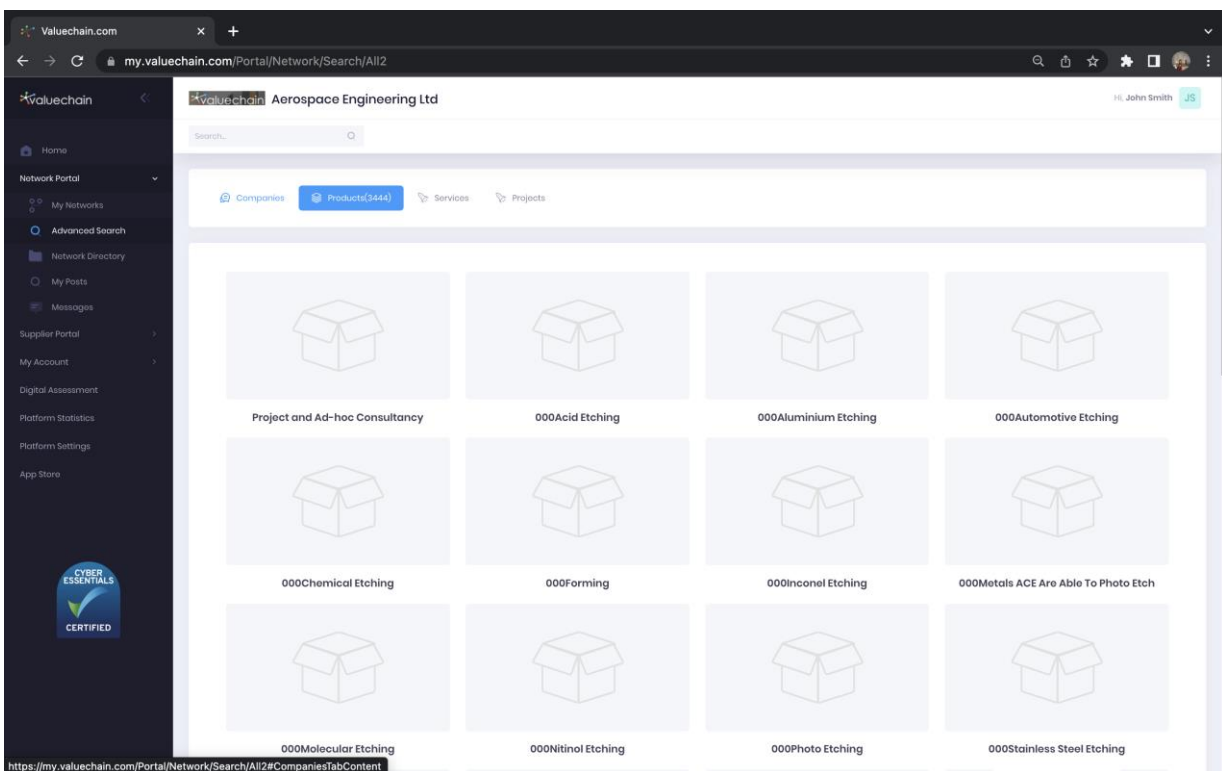 Valuechain.com
my.valuechain.com/Portal/Network/Search/All2
valuechain
valuechain Aerospace Engineering Ltd
Hi, John Smith JS
Search...
Home
Network Portal
My Networks
Advanced Search
Network Directory
My Posts
Messages
Supplier Portal
My Account
Digital Assessment
Platform Statistics
Platform Settings
App Store
CYBER
ESSENTIALS
CERTIFIED
Companies Products(3444) Services Projects
Project and Ad-hoc Consultancy 000Acid Etching 000Aluminium Etching 000Automotive Etching
000Chemical Etching 000Forming 000Inconel Etching 000Metals ACE Are Able To Photo Etch
000Molecular Etching 000Nitinol Etching 000Photo Etching 000Stainless Steel Etching
https://my.valuechain.com/Portal/Network/Search/All2#CompaniesTabContent